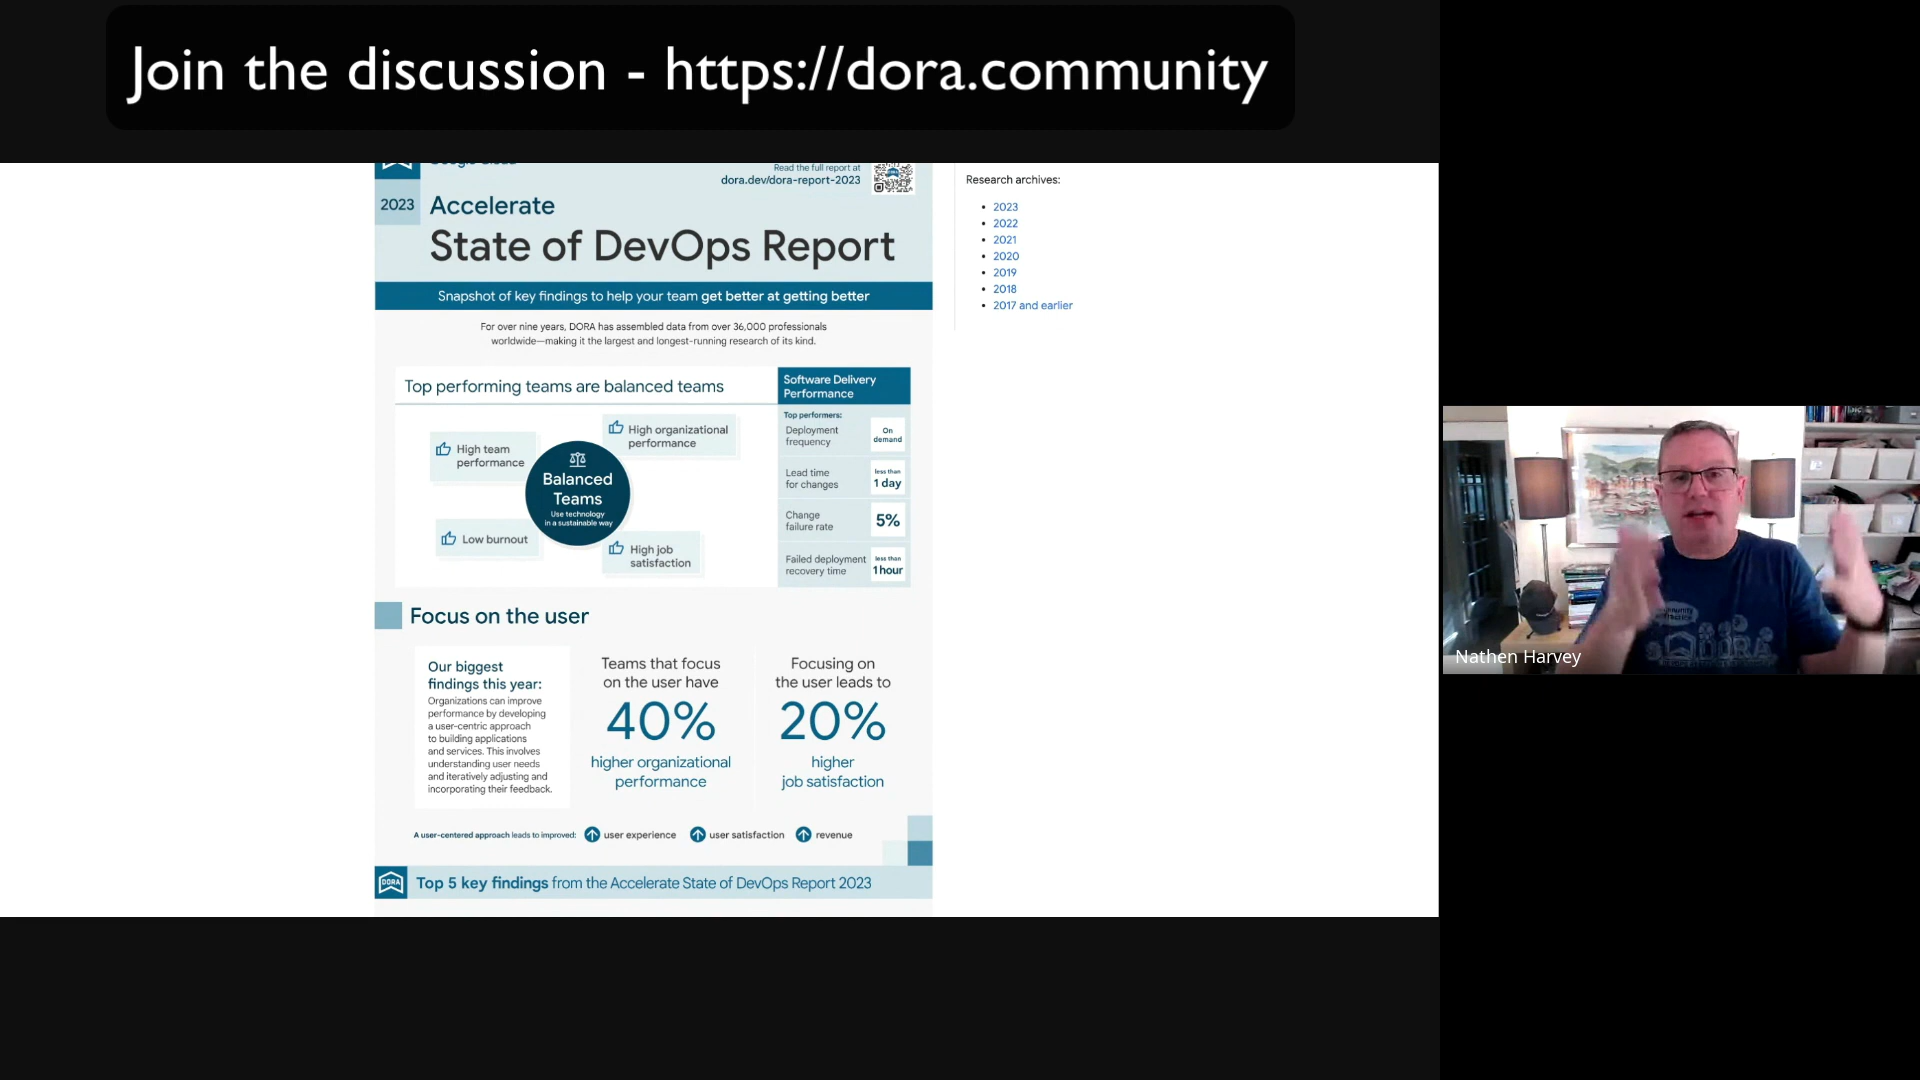 Join the discussion - https://dora.community
Google Cloud
Read the full report at
dora.dev/dora-report-2023
2023
Accelerate
State of DevOps Report
Snapshot of key findings to help your team get better at getting better
For over nine years, DORA has assembled data from over 36,000 professionals
worldwide—making it the largest and longest-running research of its kind.
Top performing teams are balanced teams
High team
performance
High organizational
performance
Balanced
Teams
Use technology
in a sustainable way
Low burnout
High job
satisfaction
Software Delivery
Performance
Top performers:
Deployment
frequency
On
demand
Lead time
for changes
less than
1 day
Change
failure rate
5%
Failed deployment
recovery time
less than
1 hour
Focus on the user
Our biggest
findings this year:
Organizations can improve
performance by developing
a user-centric approach
to building applications
and services. This involves
understanding user needs
and iteratively adjusting and
incorporating their feedback.
Teams that focus
on the user have
40%
higher organizational
performance
Focusing on
the user leads to
20%
higher
job satisfaction
A user-centered approach leads to improved:
user experience
user satisfaction
revenue
DORA
Top 5 key findings from the Accelerate State of DevOps Report 2023
Research archives:
2023
2022
2021
2020
2019
2018
2017 and earlier
DORA
Nathen Harvey